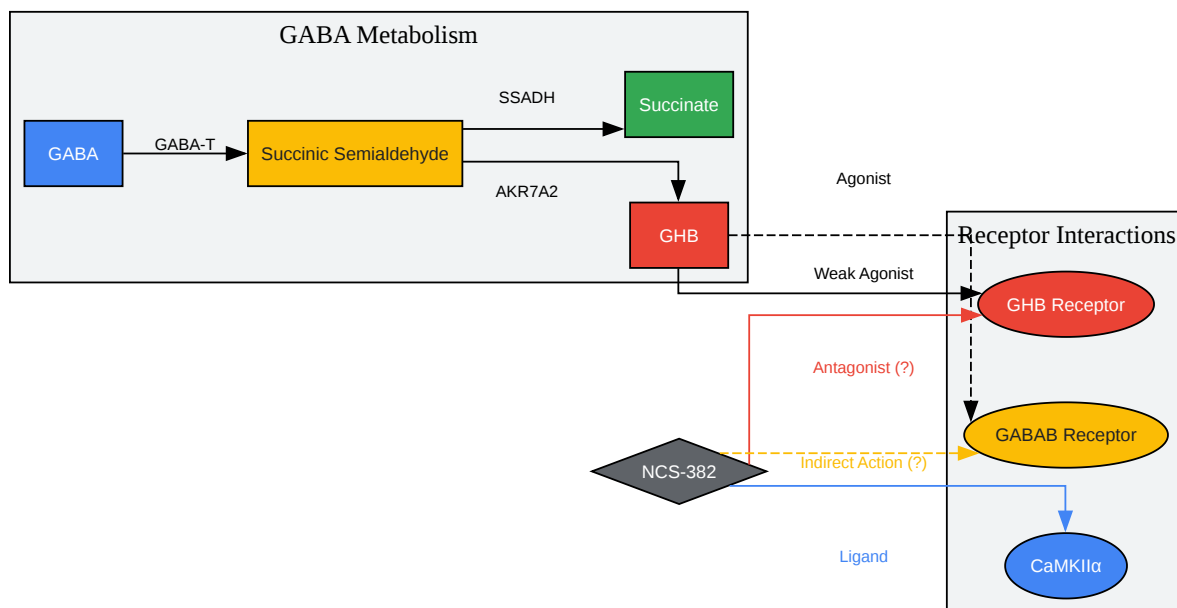 GABA Metabolism
SSADH
Succinate
GABA
GABA-T
Succinic Semialdehyde
AKR7A2
GHB
Agonist
Receptor Interactions
Weak Agonist
GHB Receptor
Antagonist (?)
GABAB Receptor
NCS-382
Indirect Action (?)
Ligand
CaMKIIα